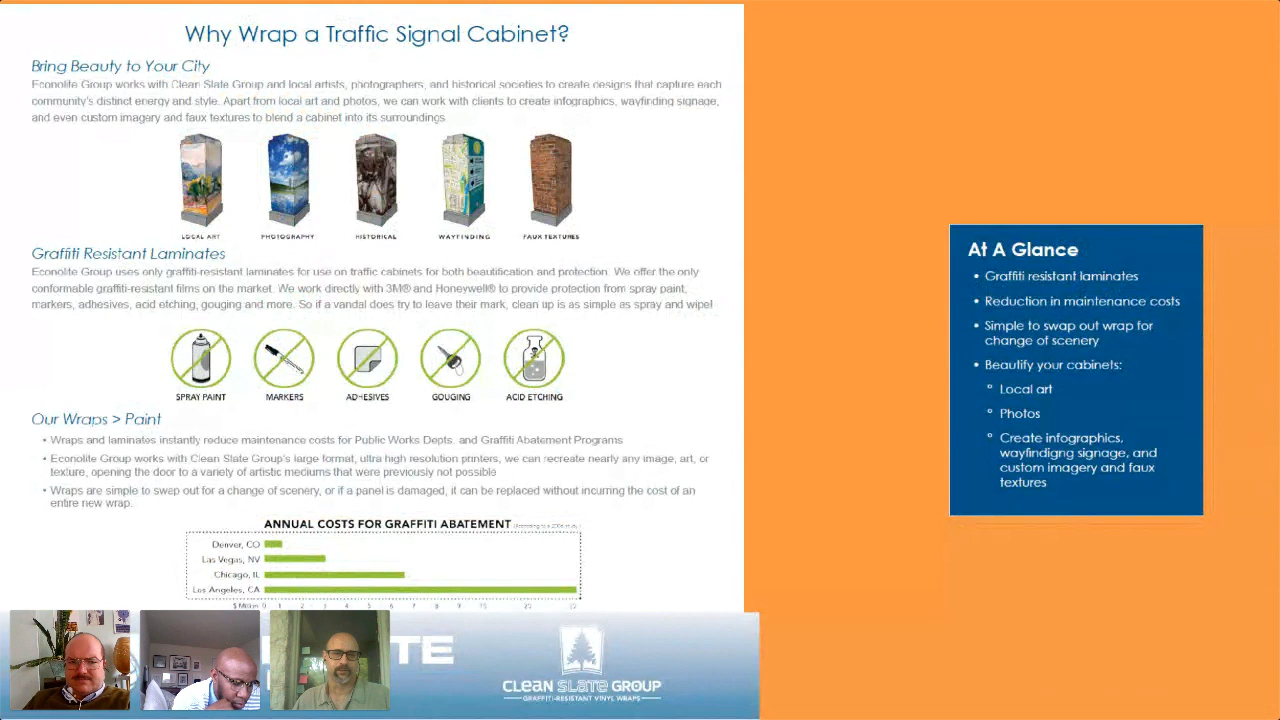 Why Wrap a Traffic Signal Cabinet?
Bring Beauty to Your City
Econolite Group works with Clean Slate Group and local artists, photographers, and historical societies to create designs that capture each
community's distinct energy and style. Apart from local art and photos, we can work with clients to create infographics, wayfinding signage,
and even custom imagery and faux textures to blend a cabinet into its surroundings
LOCAL ART
PHOTOGRAPHY
HISTORICAL
WAYFINDING
FAUX TEXTURES
Graffiti Resistant Laminates
Econolite Group uses only graffiti-resistant laminates for use on traffic cabinets for both beautification and protection. We offer the only
conformable graffiti-resistant films on the market. We work directly with 3M® and Honeywell® to provide protection from spray paint,
markers, adhesives, acid etching, gouging and more. So if a vandal does try to leave their mark, clean up is as simple as spray and wipe!
SPRAY PAINT
MARKERS
ADHESIVES
GOUGING
ACID ETCHING
Our Wraps > Paint
• Wraps and laminates instantly reduce maintenance costs for Public Works Depts. and Graffiti Abatement Programs
• Econolite Group works with Clean Slate Group's large format, ultra high resolution printers, we can recreate nearly any image, art, or
texture, opening the door to a variety of artistic mediums that were previously not possible
• Wraps are simple to swap out for a change of scenery, or if a panel is damaged, it can be replaced without incurring the cost of an
entire new wrap.
ANNUAL COSTS FOR GRAFFITI ABATEMENT
Denver, CO
Las Vegas, NV
Chicago, IL
Los Angeles, CA
$ Million 0 1 2 3 4 5 6 7 8 9 10 20
TE
CLEAN SLATE GROUP
GRAFFITI-RESISTANT VINYL WRAPS
At A Glance
• Graffiti resistant laminates
• Reduction in maintenance costs
• Simple to swap out wrap for
change of scenery
• Beautify your cabinets:
° Local art
° Photos
° Create infographics,
wayfindigng signage, and
custom imagery and faux
textures